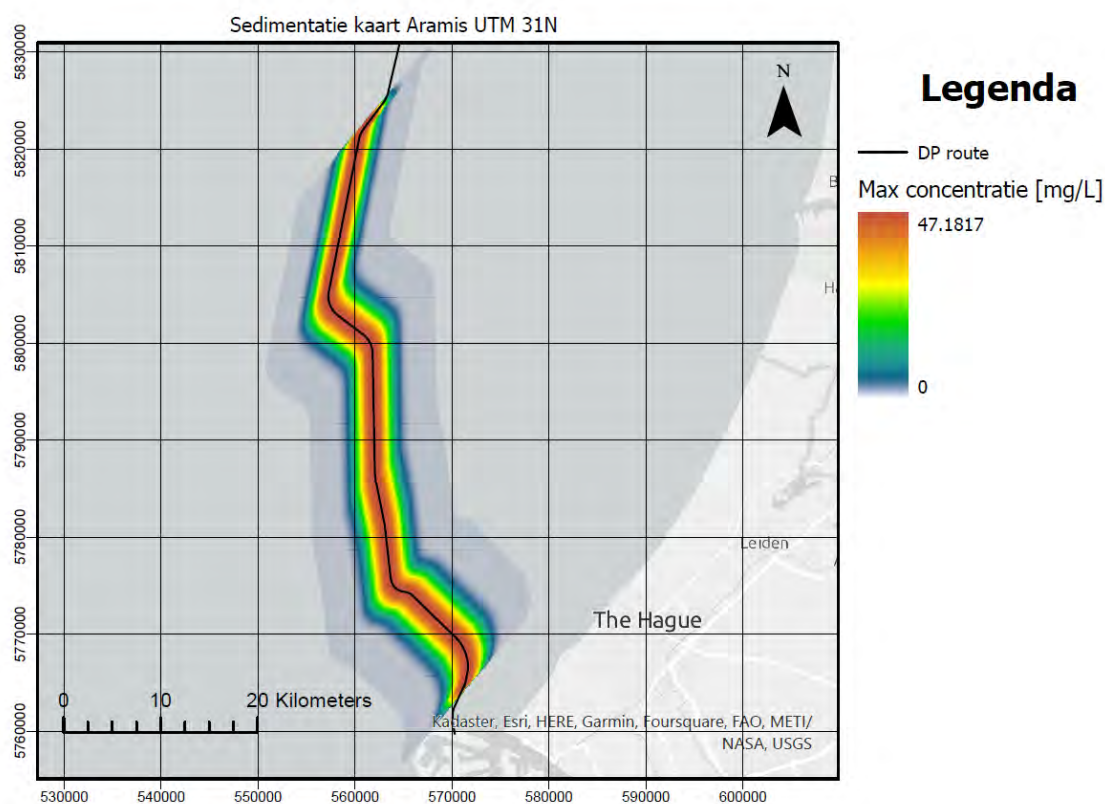 Sedimentatie kaart Aramis UTM 31N
5830000
5820000
5810000
5800000
5790000
5780000
5770000
5760000
530000 540000 550000 560000 570000 580000 590000 600000
N
Leiden
The Hague
0 10 20 Kilometers
Kadaster, Esri, HERE, Garmin, Foursquare, FAO, METI/
NASA, USGS
Legenda
DP route
Max concentratie [mg/L]
47.1817
0